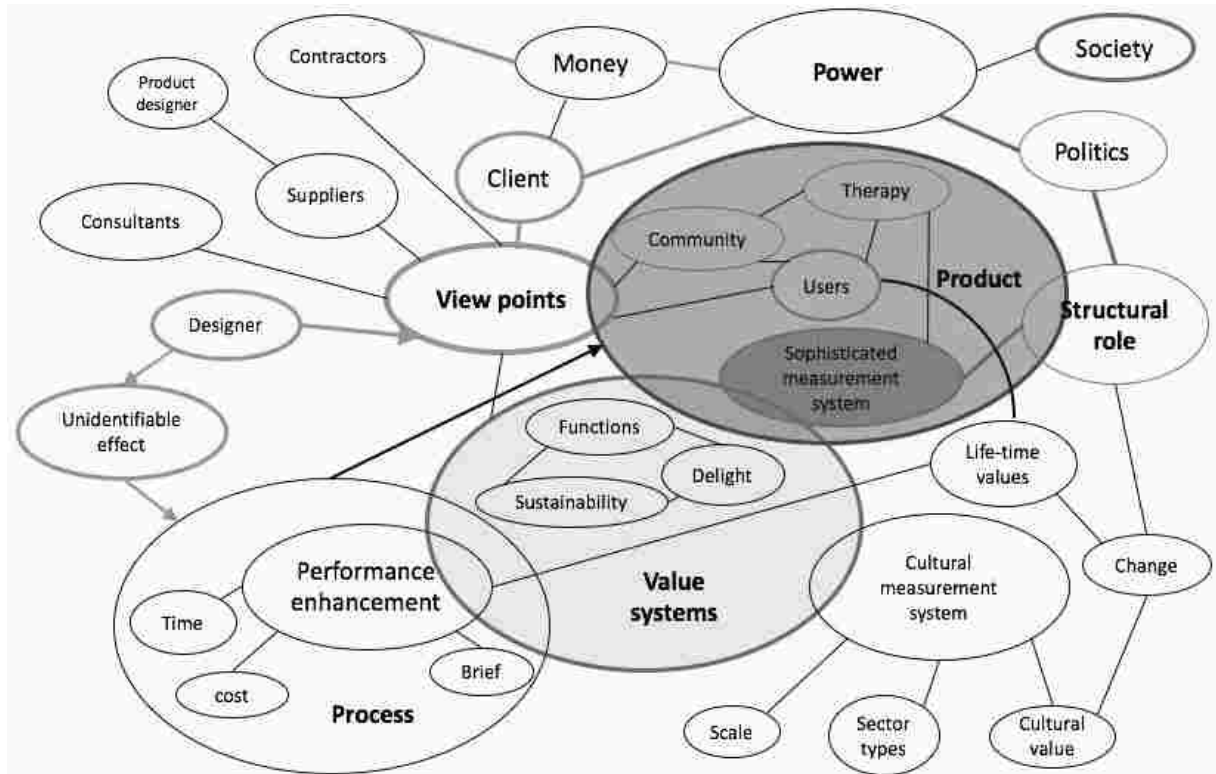 Contractors
Money
Power
Society
Product
designer
Client
Politics
Suppliers
Therapy
Consultants
Community
View points
Users
Product
Structural
role
Designer
Sophisticated
measurement
system
Unidentifiable
effect
Functions
Delight
Life-time
values
Sustainability
Performance
enhancement
Value
systems
Cultural
measurement
system
Change
Time
Brief
cost
Process
Scale
Sector
types
Cultural
value